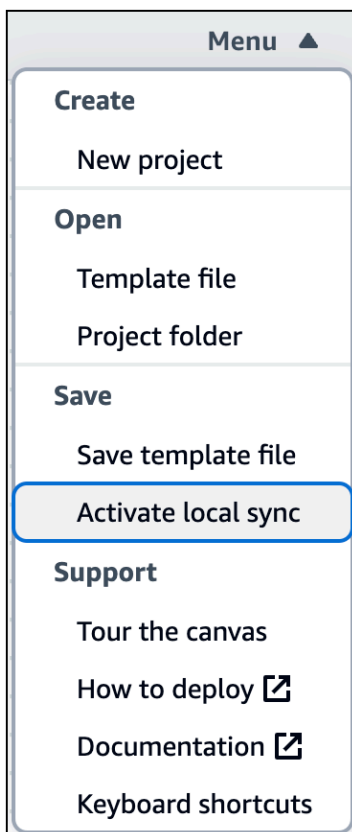 Menu
Create
New project
Open
Template file
Project folder
Save
Save template file
Activate local sync
Support
Tour the canvas
How to deploy
Documentation
Keyboard shortcuts